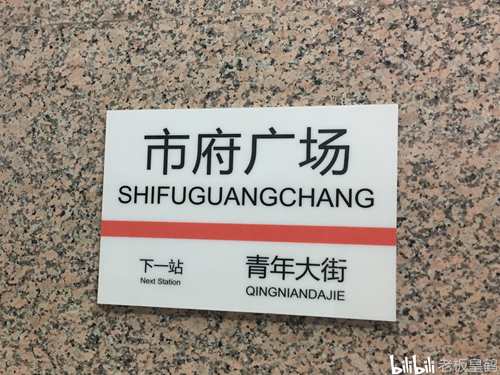 市府广场
SHIFUGUANGCHANG
下一站 青年大街
Next Station QINGNIANDAJIE
bilibili 老板皇鹤